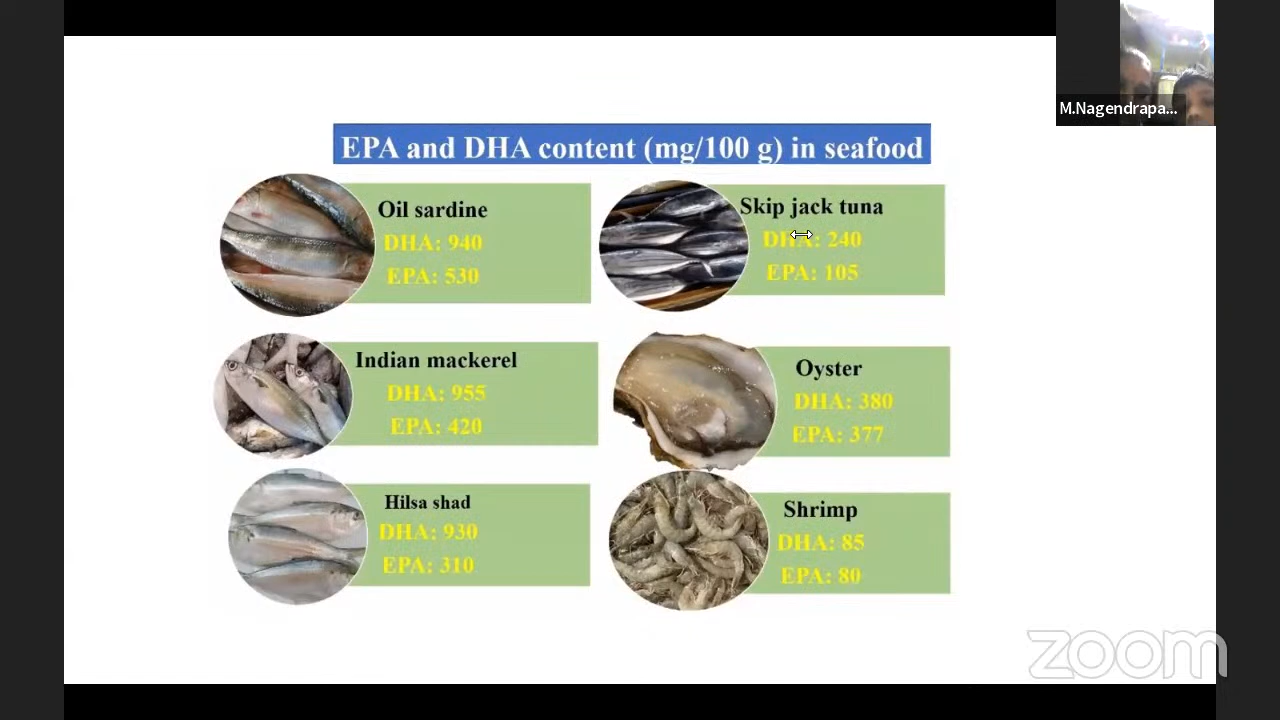 M.Nagendrapa...
EPA and DHA content (mg/100 g) in seafood
Oil sardine
DHA: 940
EPA: 530
Skip jack tuna
DHA: 240
EPA: 105
Indian mackerel
DHA: 955
EPA: 420
Oyster
DHA: 380
EPA: 377
Hilsa shad
DHA: 930
EPA: 310
Shrimp
DHA: 85
EPA: 80
zoom